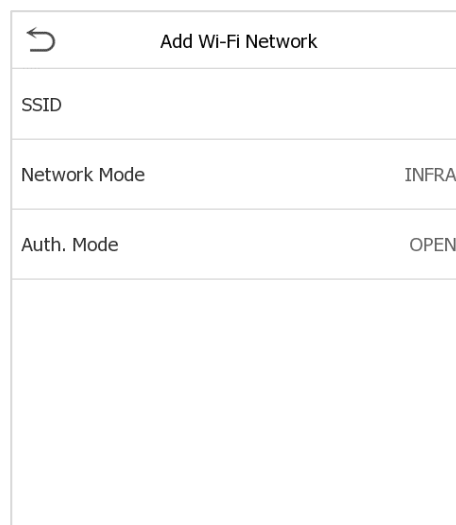 Add Wi-Fi Network
SSID
Network Mode INFRA
Auth. Mode OPEN